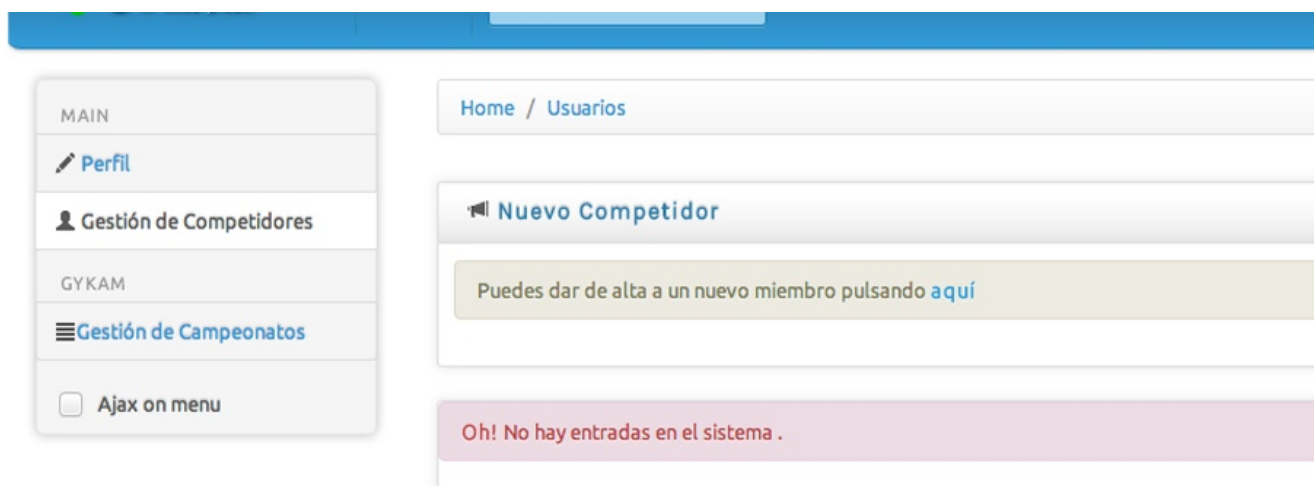 MAIN
Perfil
Gestión de Competidores
GYKAM
Gestión de Campeonatos
Ajax on menu
Home / Usuarios
Nuevo Competidor
Puedes dar de alta a un nuevo miembro pulsando aquí
Oh! No hay entradas en el sistema .